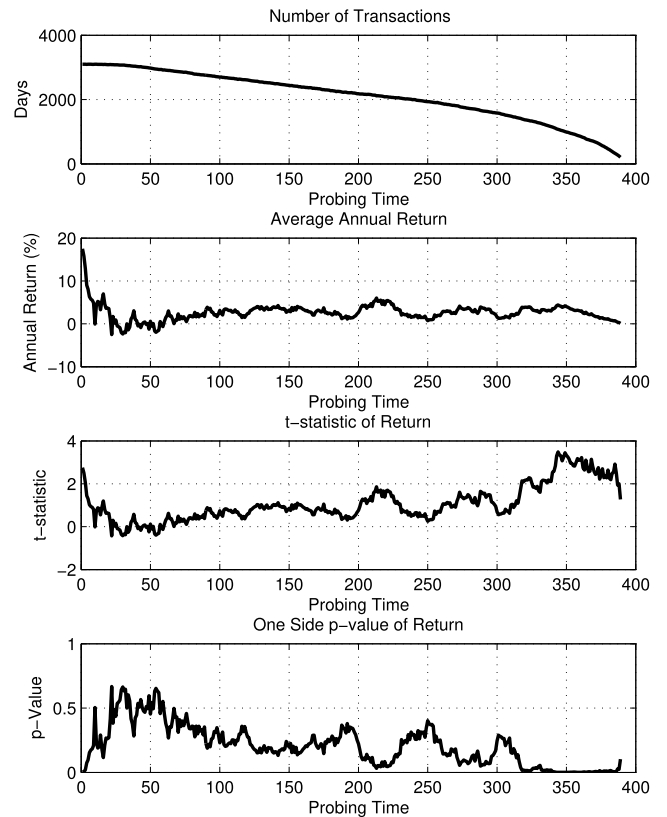 Number of Transactions
4000
2000
0
Days
0 50 100 150 200 250 300 350 400
Probing Time
Average Annual Return
20
10
0
−10
Annual Return (%)
0 50 100 150 200 250 300 350 400
Probing Time
t−statistic of Return
4
2
0
−2
t−statistic
0 50 100 150 200 250 300 350 400
Probing Time
One Side p−value of Return
1
0.5
0
p−Value
0 50 100 150 200 250 300 350 400
Probing Time